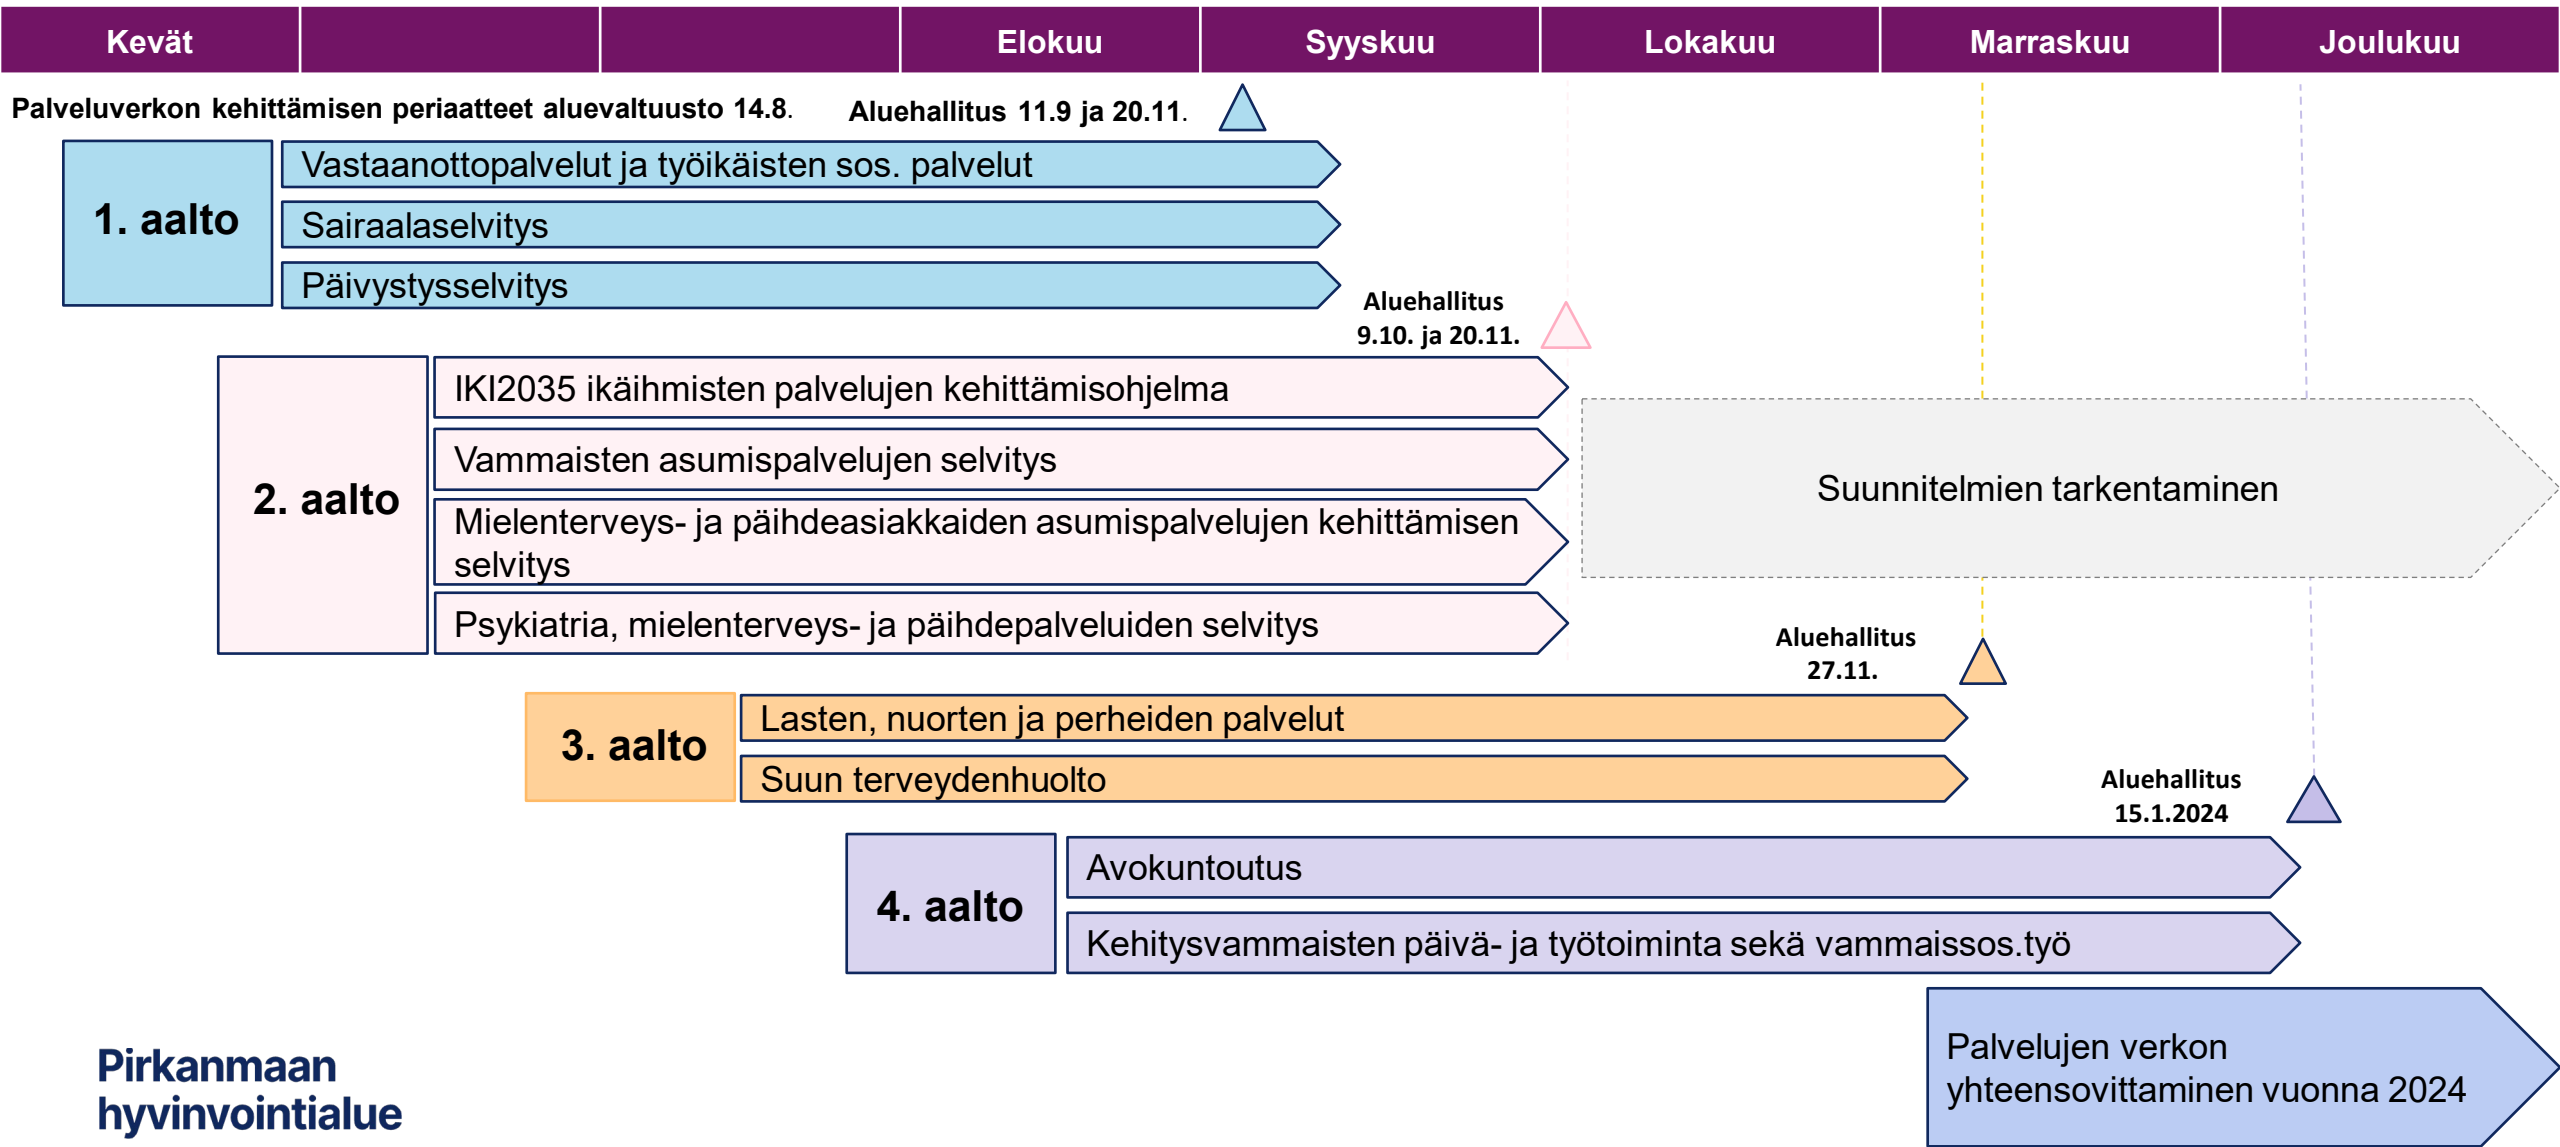 Kevät
Elokuu
Syyskuu
Lokakuu
Marraskuu
Joulukuu
Palveluverkon kehittämisen periaatteet aluevaltuusto 14.8.
Aluehallitus 11.9 ja 20.11.
1. aalto
Vastaanottopalvelut ja työikäisten sos. palvelut
Sairaalaselvitys
Päivystysselvitys
Aluehallitus
9.10. ja 20.11.
2. aalto
IKI2035 ikäihmisten palvelujen kehittämisohjelma
Vammaisten asumispalvelujen selvitys
Mielenterveys- ja päihdeasiakkaiden asumispalvelujen kehittämisen
selvitys
Psykiatria, mielenterveys- ja päihdepalveluiden selvitys
Suunnitelmien tarkentaminen
Aluehallitus
27.11.
3. aalto
Lasten, nuorten ja perheiden palvelut
Suun terveydenhuolto
Aluehallitus
15.1.2024
4. aalto
Avokuntoutus
Kehitysvammaisten päivä- ja työtoiminta sekä vammaissos.työ
Palvelujen verkon
yhteensovittaminen vuonna 2024
Pirkanmaan
hyvinvointialue